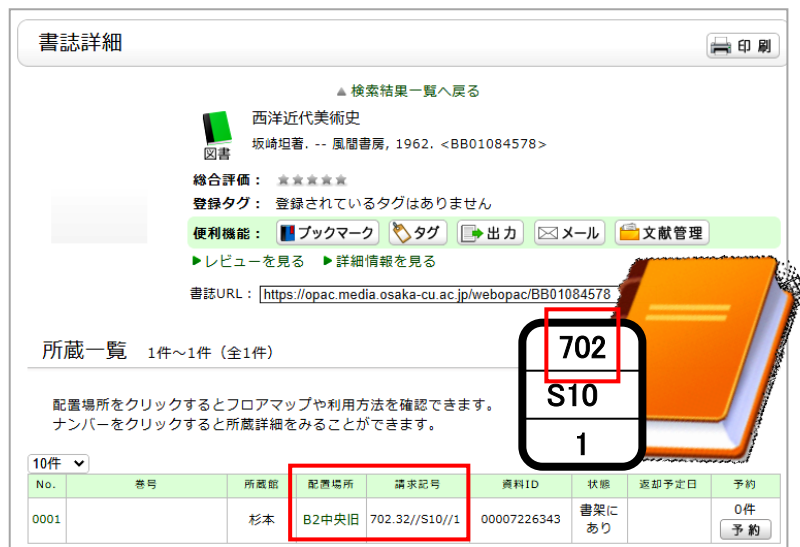 書誌詳細
印 刷
▲ 検索結果一覧へ戻る
図書
西洋近代美術史
坂崎坦著. -- 風間書房, 1962. <BB01084578>
総合評価： ★★★★★
登録タグ： 登録されているタグはありません
便利機能： ブックマーク タグ 出力 メール 文献管理
▶レビューを見る ▶詳細情報を見る
書誌URL： https://opac.media.osaka-cu.ac.jp/webopac/BB01084578
702
S10
1
所蔵一覧 1件～1件（全1件）
配置場所をクリックするとフロアマップや利用方法を確認できます。
ナンバーをクリックすると所蔵詳細をみることができます。
10件
No. 巻号 所蔵館 配置場所 請求記号 資料ID 状態 返却予定日 予約
0001 杉本 B2中央旧 702.32//S10//1 00007226343 書架にあり 0件
予 約